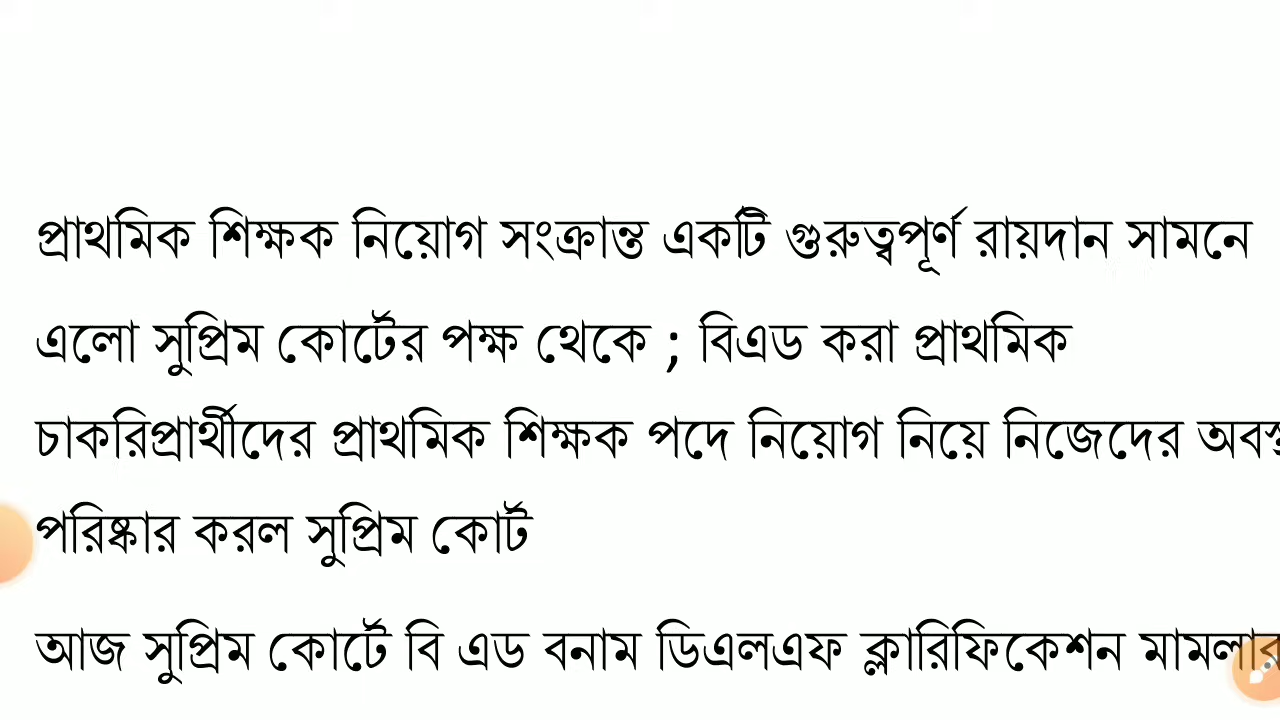 প্রাথমিক শিক্ষক নিয়োগ সংক্রান্ত একটি গুরুত্বপূর্ণ রায়দান সামনে
এলো সুপ্রিম কোর্টের পক্ষ থেকে ; বিএড করা প্রাথমিক
চাকরিপ্রার্থীদের প্রাথমিক শিক্ষক পদে নিয়োগ নিয়ে নিজেদের
পরিষ্কার করল সুপ্রিম কোর্ট
আজ সুপ্রিম কোর্টে বি এড বনাম ডিএলএফ ক্লারিফিকেশন